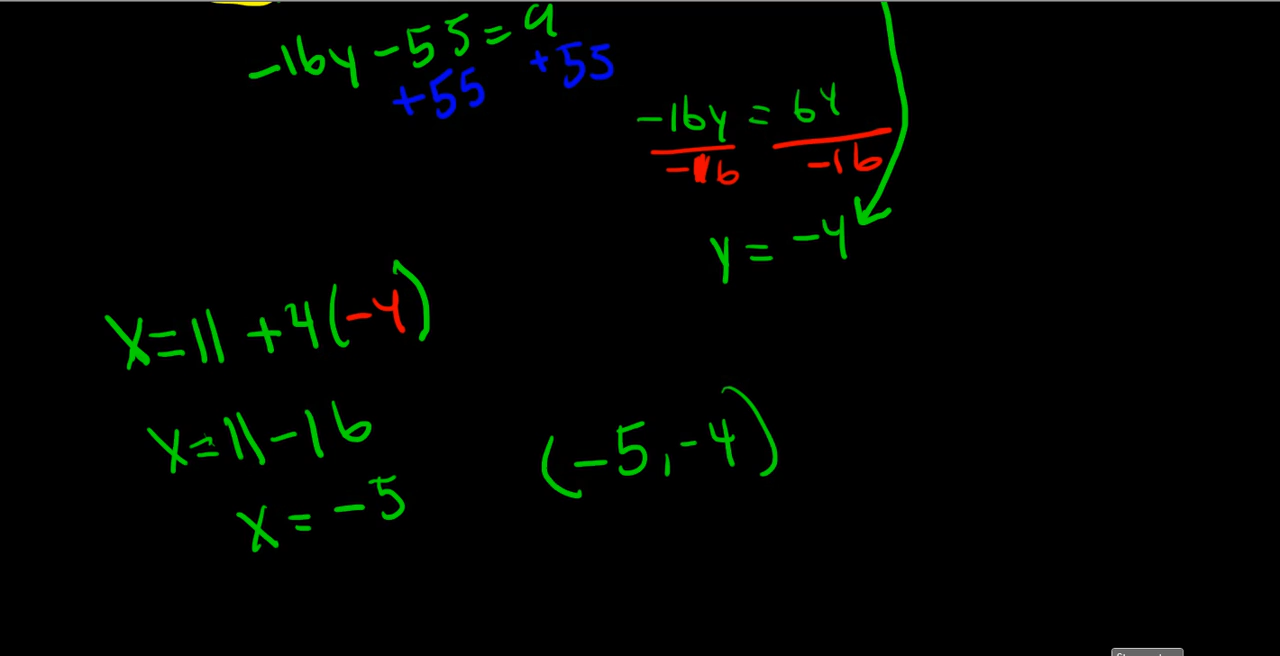 -16y-55=9
+55 +55
-16y = 64
-16 -16
y = -4
x=11+4(-4)
x=11-16
x=-5
(-5,-4)